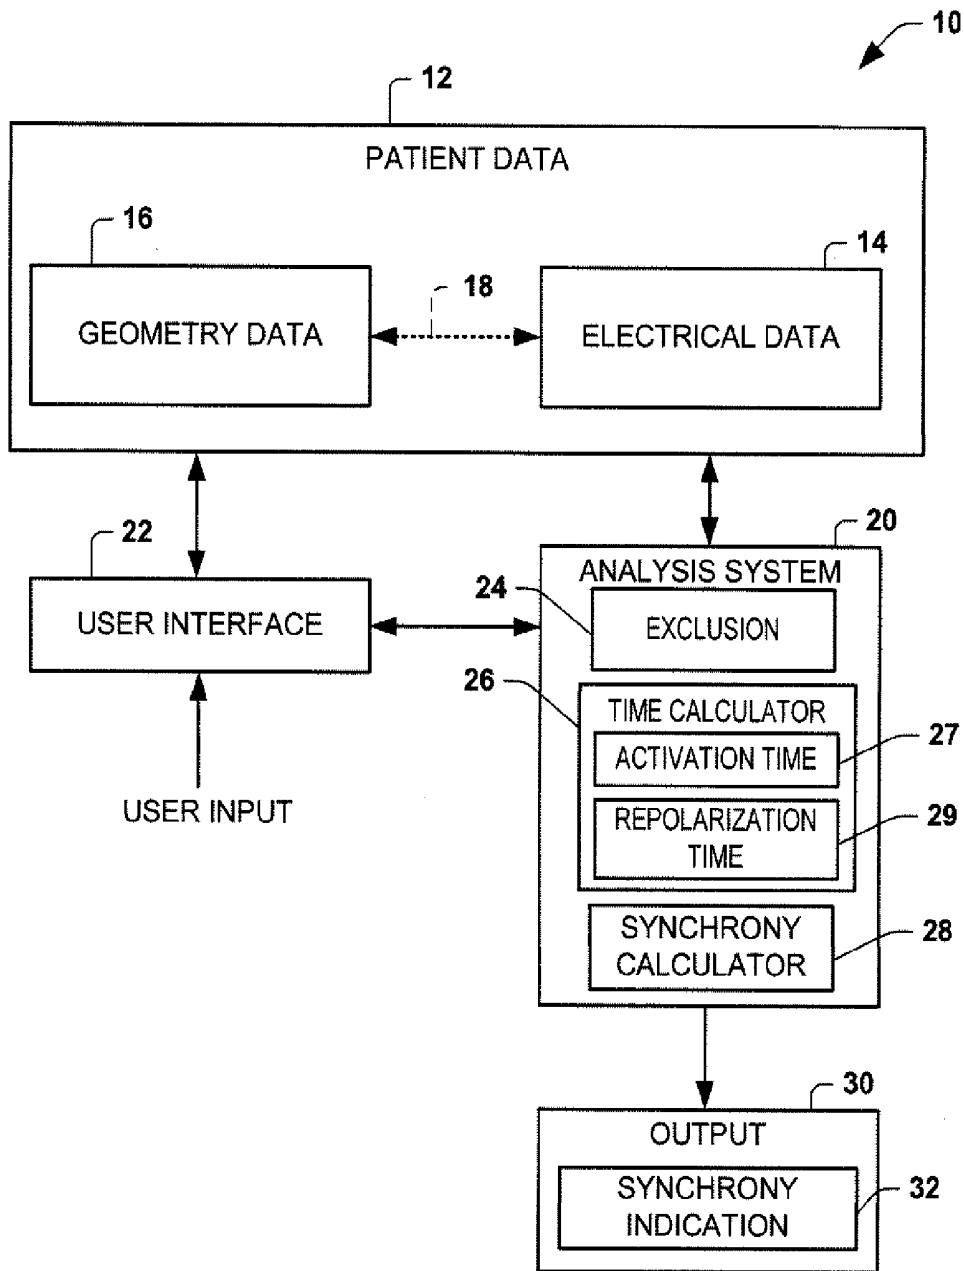 10
12
PATIENT DATA
16
14
18
GEOMETRY DATA
ELECTRICAL DATA
22
20
USER INTERFACE
ANALYSIS SYSTEM
24
EXCLUSION
26
TIME CALCULATOR
27
ACTIVATION TIME
USER INPUT
REPOLARIZATION
TIME
29
SYNCHRONY
CALCULATOR
28
30
OUTPUT
SYNCHRONY
INDICATION
32